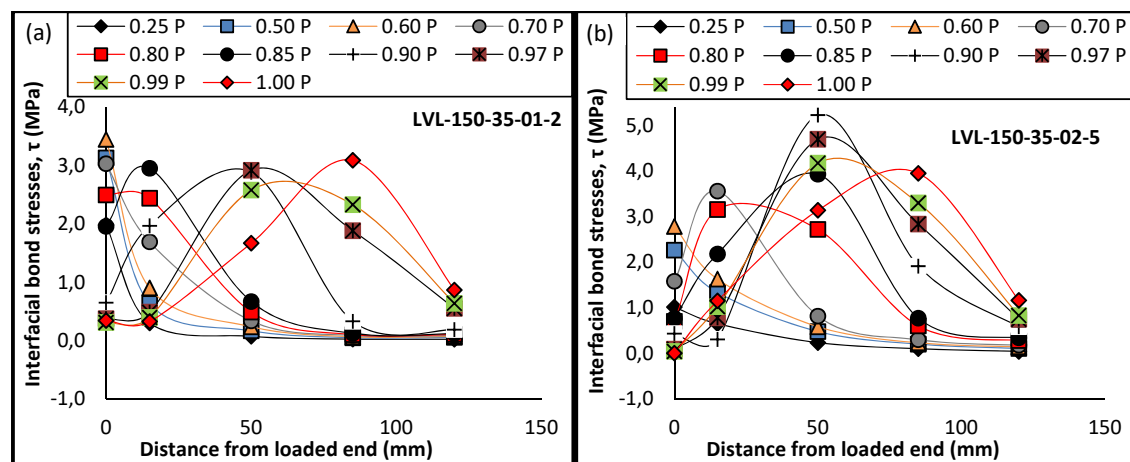 (a)
0.25 P 0.50 P 0.60 P 0.70 P
0.80 P 0.85 P 0.90 P 0.97 P
0.99 P 1.00 P
LVL-150-35-01-2
Interfacial bond stresses, τ (MPa)
4,0
3,0
2,0
1,0
0,0
-1,0
0 50 100 150
Distance from loaded end (mm)
(b)
0.25 P 0.50 P 0.60 P 0.70 P
0.80 P 0.85 P 0.90 P 0.97 P
0.99 P 1.00 P
LVL-150-35-02-5
Interfacial bond stresses, τ (MPa)
5,0
4,0
3,0
2,0
1,0
0,0
-1,0
0 50 100 150
Distance from loaded end (mm)